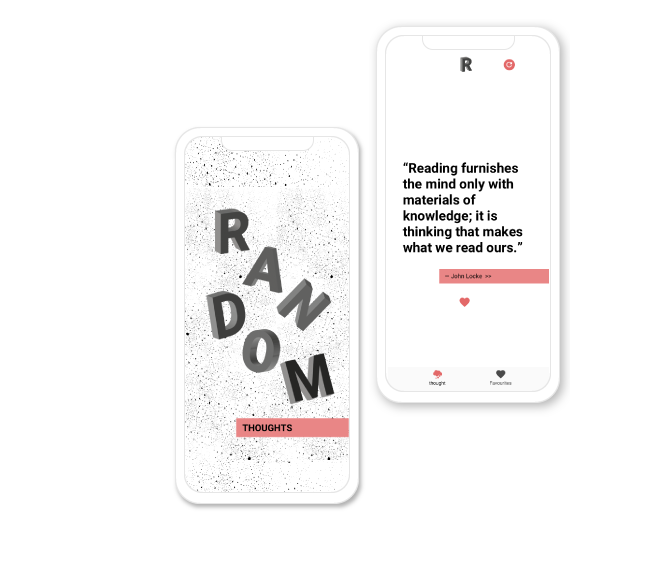 R
A
N
D
O
M
THOUGHTS
R
“Reading furnishes
the mind only with
materials of
knowledge; it is
thinking that makes
what we read ours.”
– John Locke >>
thought
Favourites